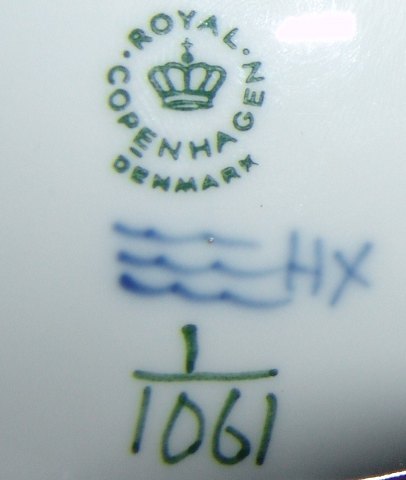 ROYAL
COPENHAGEN
DENMARK
HX
1
1061